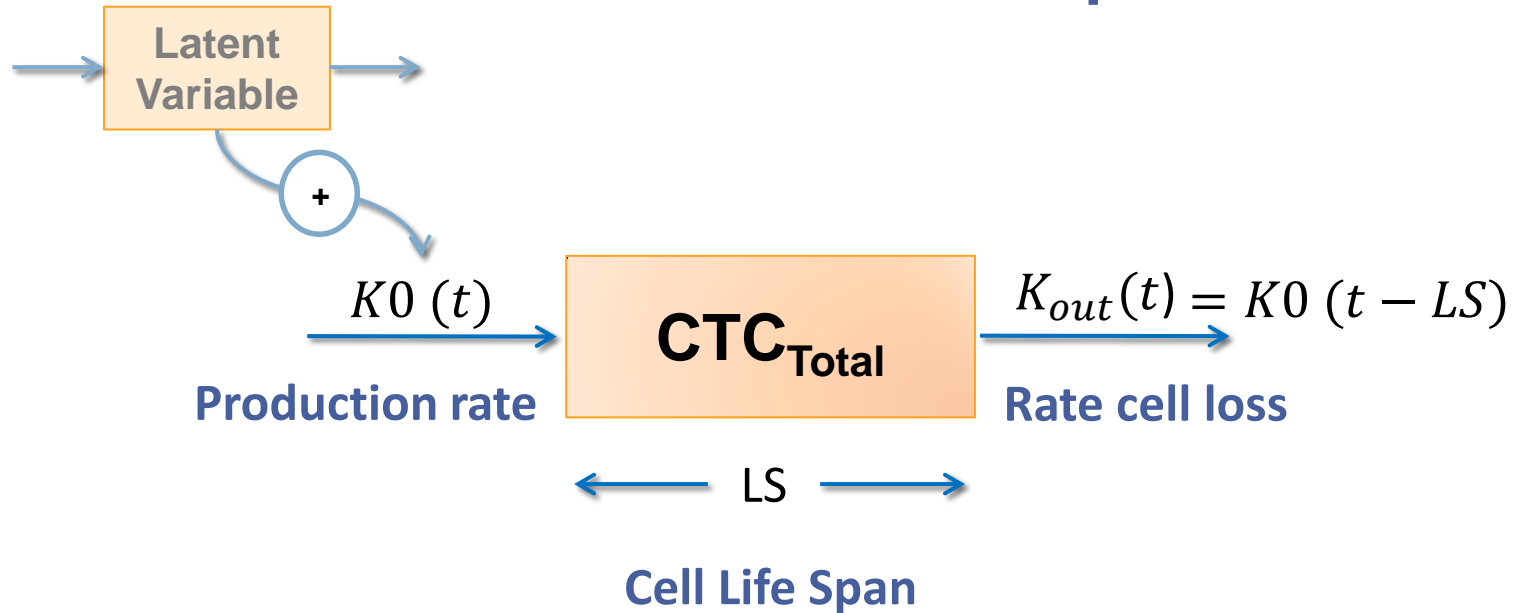 Latent
Variable
+
K0 (t)
CTC_Total
K_out(t) = K0 (t − LS)
Production rate
Rate cell loss
LS
Cell Life Span